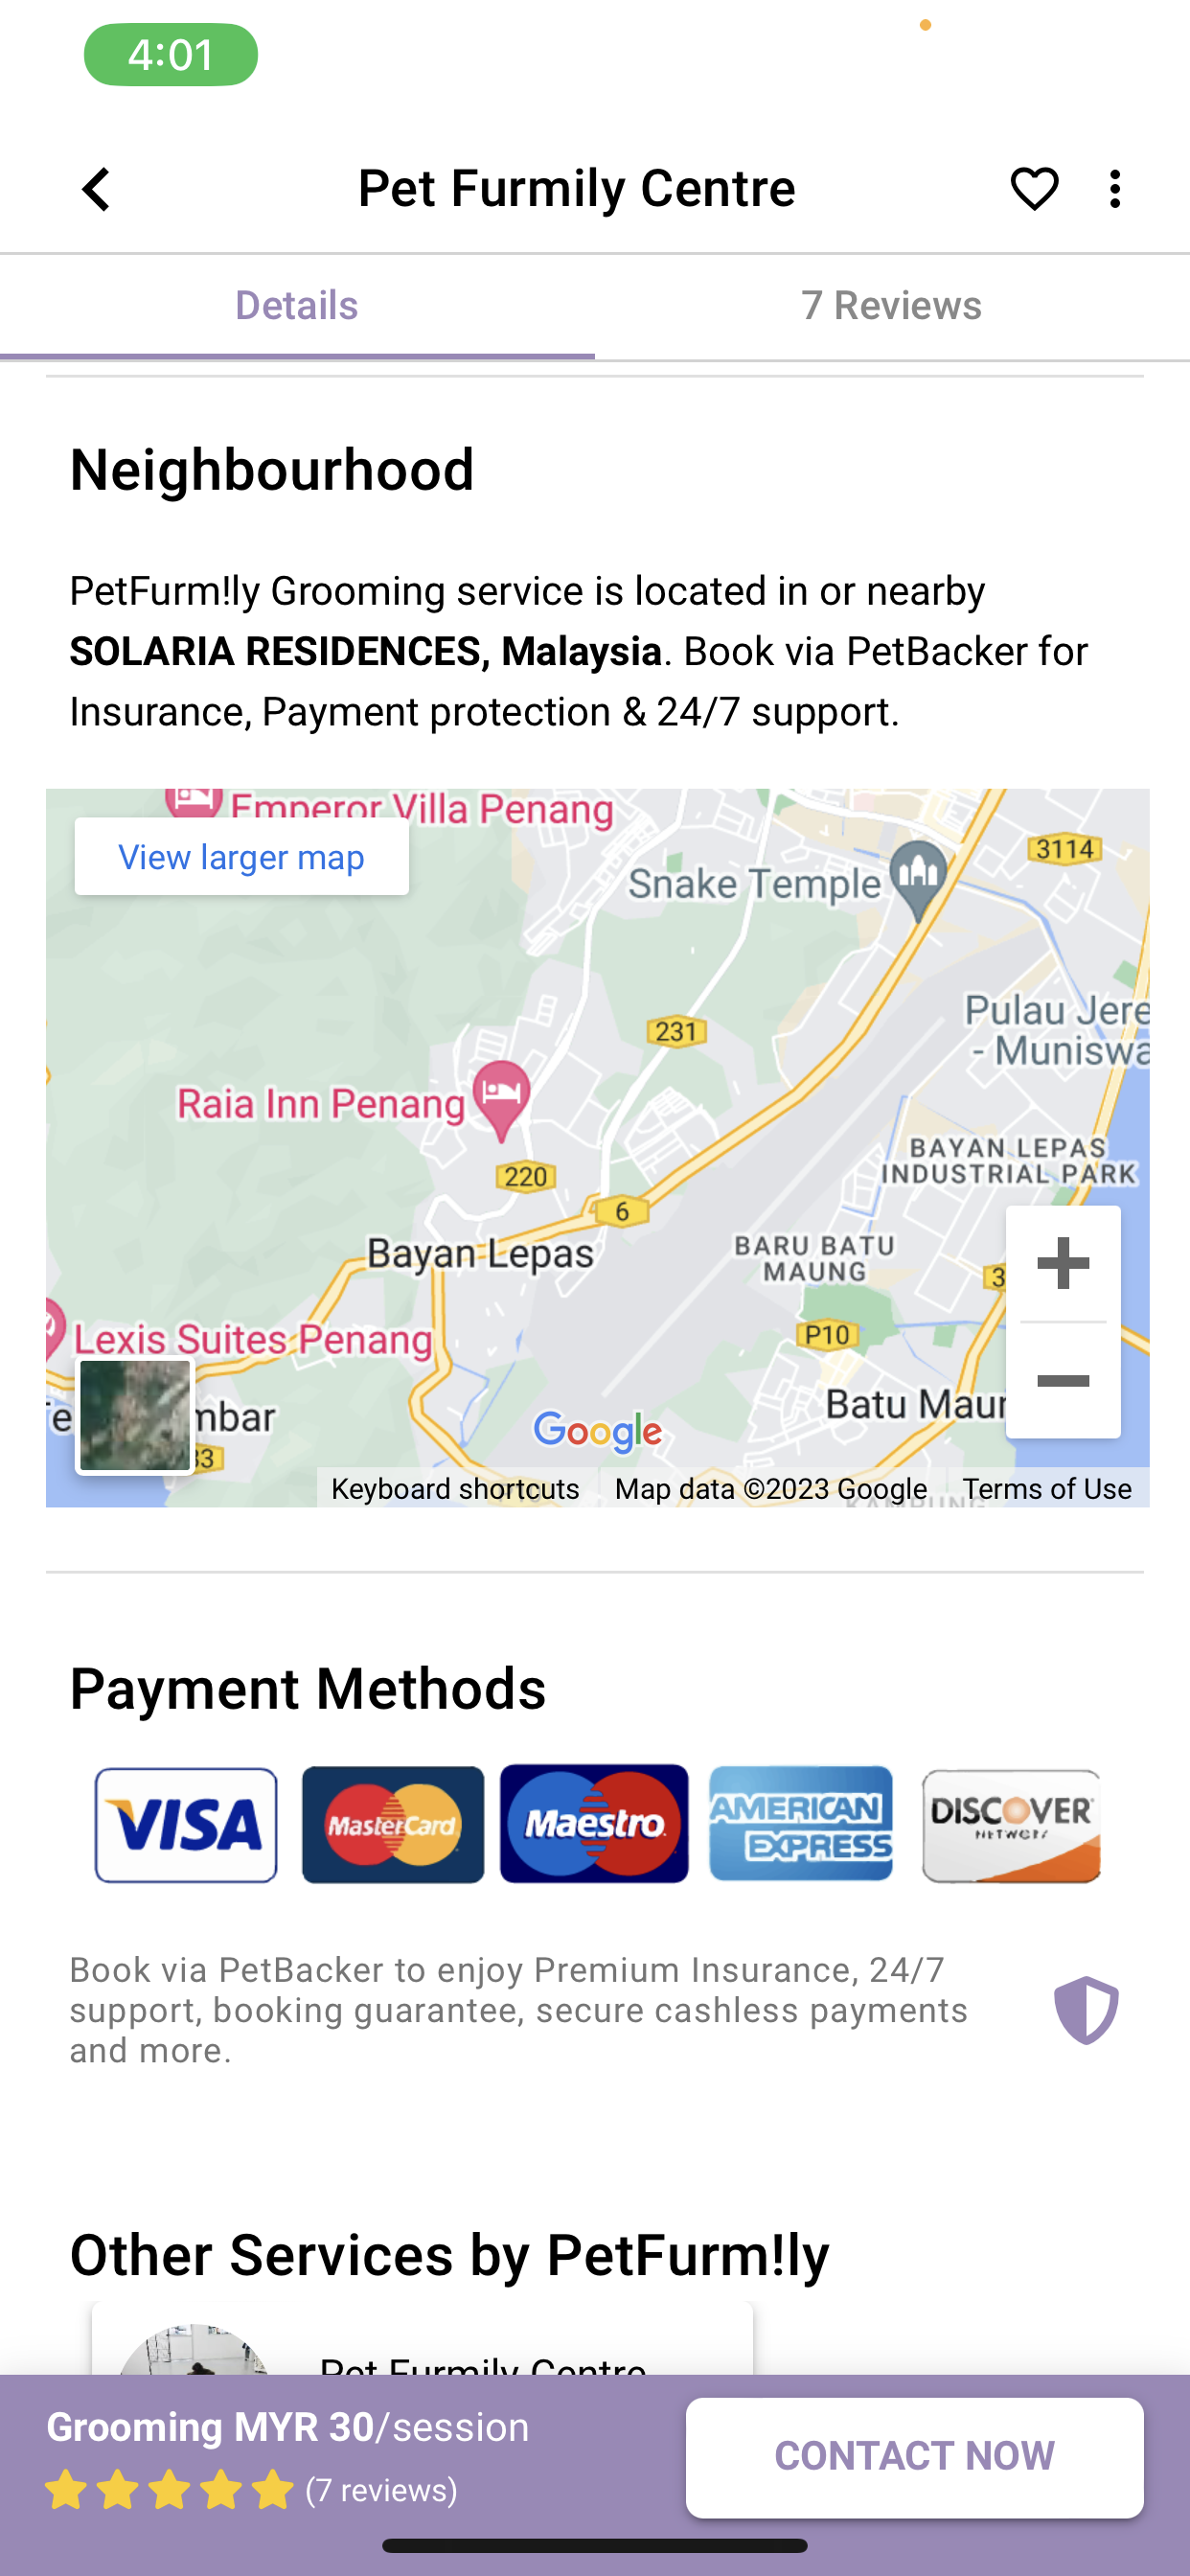 4:01
Pet Furmily Centre
Details
7 Reviews
Neighbourhood
PetFurm!ly Grooming service is located in or nearby
SOLARIA RESIDENCES, Malaysia. Book via PetBacker for
Insurance, Payment protection & 24/7 support.
Emperor Villa Penang
View larger map
3114
Snake Temple
Pulau Jere
- Muniswa
231
Raia Inn Penang
BAYAN LEPAS
INDUSTRIAL PARK
220
6
Bayan Lepas
BARU BATU
MAUNG
3
Lexis Suites Penang
P10
Batu Maun
mbar
Google
Keyboard shortcuts
Map data ©2023 Google
Terms of Use
Payment Methods
VISA
MasterCard
Maestro
AMERICAN
EXPRESS
DISCOVER
NETWORK
Book via PetBacker to enjoy Premium Insurance, 24/7
support, booking guarantee, secure cashless payments
and more.
Other Services by PetFurm!ly
Pet Furmily Centre
Grooming MYR 30/session
(7 reviews)
CONTACT NOW